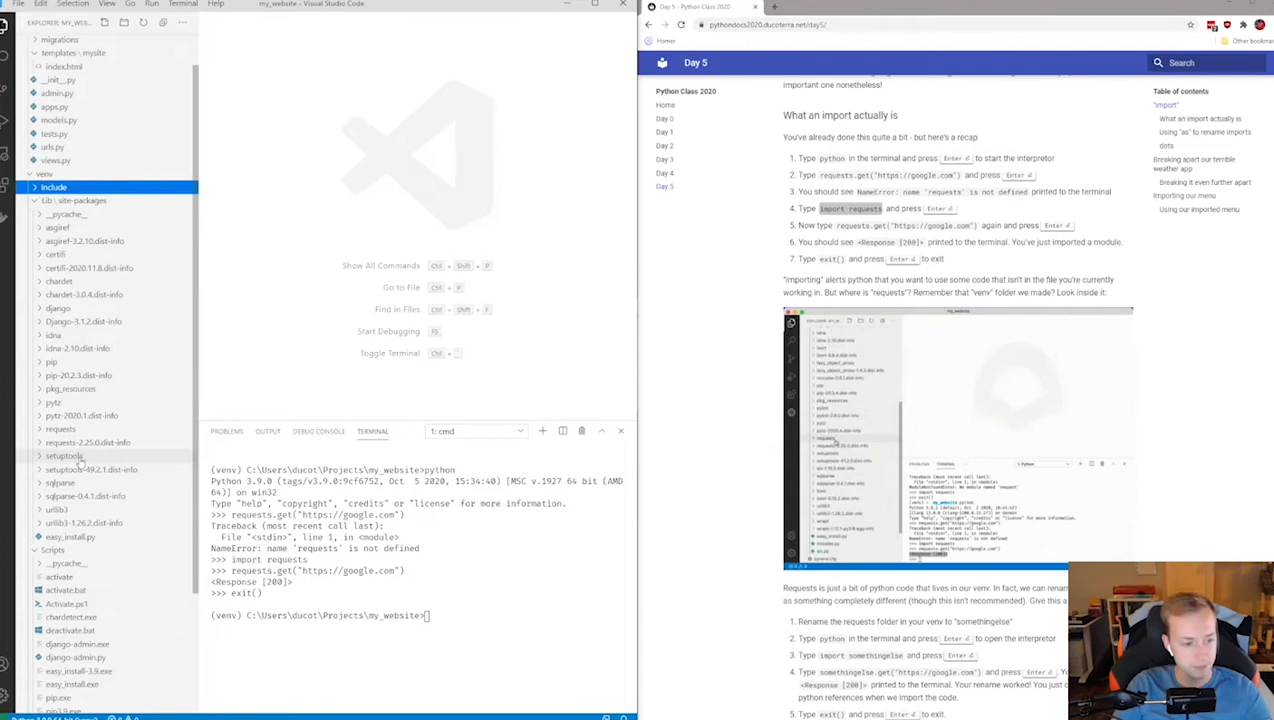 File Edit Selection View Go Run Terminal Help my_website - Visual Studio Code
EXPLORER: MY_WEB...
migrations
templates \ mysite
index.html
__init__.py
admin.py
apps.py
models.py
tests.py
urls.py
views.py
venv
Include
Lib \ site-packages
__pycache__
asgiref
asgiref-3.2.10.dist-info
certifi
certifi-2020.11.8.dist-info
chardet
chardet-3.0.4.dist-info
django
Django-3.1.2.dist-info
idna
idna-2.10.dist-info
pip
pip-20.2.3.dist-info
pkg_resources
pytz
pytz-2020.1.dist-info
requests
requests-2.25.0.dist-info
setuptools
setuptools-49.2.1.dist-info
sqlparse
sqlparse-0.4.1.dist-info
urllib3
urllib3-1.26.2.dist-info
easy_install.py
Scripts
__pycache__
activate
activate.bat
Activate.ps1
chardetect.exe
deactivate.bat
django-admin.exe
django-admin.py
easy_install-3.9.exe
easy_install.exe
pip.exe
pip3.9.exe
Show All Commands Ctrl + Shift + P
Go to File Ctrl + P
Find in Files Ctrl + Shift + F
Start Debugging F5
Toggle Terminal Ctrl + `
PROBLEMS OUTPUT DEBUG CONSOLE TERMINAL 1: cmd
(venv) C:\Users\ducot\Projects\my_website>python
Python 3.9.0 (tags/v3.9.0:9cf6752, Oct 5 2020, 15:34:40) [MSC v.1927 64 bit (AMD
64)] on win32
Type "help", "copyright", "credits" or "license" for more information.
>>> requests.get("https://google.com")
Traceback (most recent call last):
File "<stdin>", line 1, in <module>
NameError: name 'requests' is not defined
>>> import requests
>>> requests.get("https://google.com")
<Response [200]>
>>> exit()
(venv) C:\Users\ducot\Projects\my_website>
Day 5 - Python Class 2020
pythondocs2020.ducoterra.net/day5/
Homer Other bookmar
Day 5 Search
Python Class 2020
Home
Day 0
Day 1
Day 2
Day 3
Day 4
Day 5
important one nonetheless!
What an import actually is
You've already done this quite a bit - but here's a recap
1. Type python in the terminal and press Enter to start the interpretor
2. Type requests.get("https://google.com") and press Enter
3. You should see NameError: name 'requests' is not defined printed to the terminal
4. Type import requests and press Enter
5. Now type requests.get("https://google.com") again and press Enter
6. You should see <Response [200]> printed to the terminal. You've just imported a module.
7. Type exit() and press Enter to exit
"importing" alerts python that you want to use some code that isn't in the file you're currently
working in. But where is "requests"? Remember that "venv" folder we made? Look inside it:
Requests is just a bit of python code that lives in our venv. In fact, we can renam
as something completely different (though this isn't recommended). Give this a
1. Rename the requests folder in your venv to "somethingelse"
2. Type python in the terminal and press Enter to open the interpretor
3. Type import somethingelse and press Enter
4. Type somethingelse.get("https://google.com") and press Enter
<Response [200]> printed to the terminal. Your rename worked! You just c
python references when we import the code.
5. Type exit() and press Enter to exit.
Table of contents
"import"
What an import actually is
Using "as" to rename imports
dots
Breaking apart our terrible
weather app
Breaking it even further apart
Importing our menu
Using our imported menu